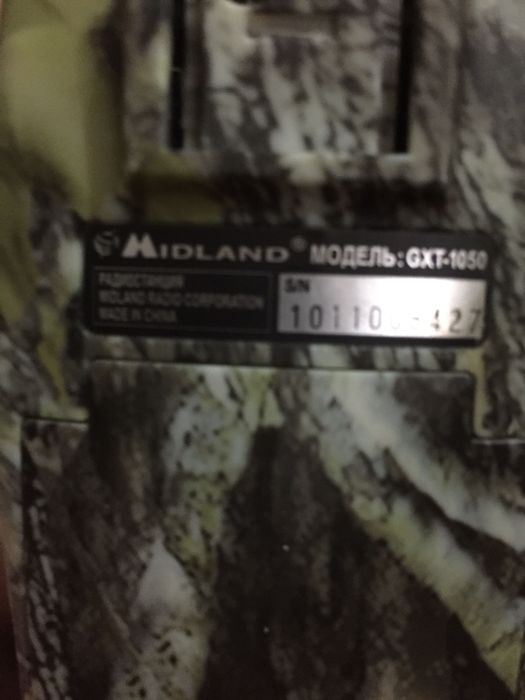 MIDLAND® МОДЕЛЬ: GXT-1050
РАДИОСТАНЦИЯ
MIDLAND RADIO CORPORATION
MADE IN CHINA
S/N